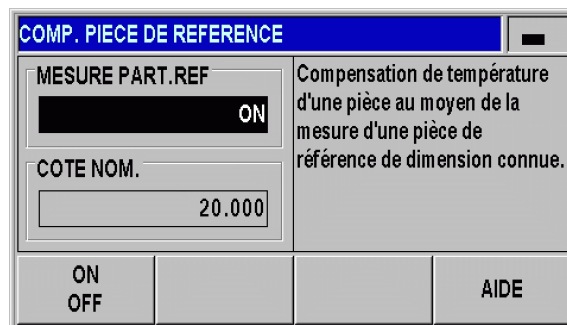 COMP. PIECE DE REFERENCE
MESURE PART.REF
ON
COTE NOM.
20.000
Compensation de température
d'une pièce au moyen de la
mesure d'une pièce de
référence de dimension connue.
ON
OFF
AIDE